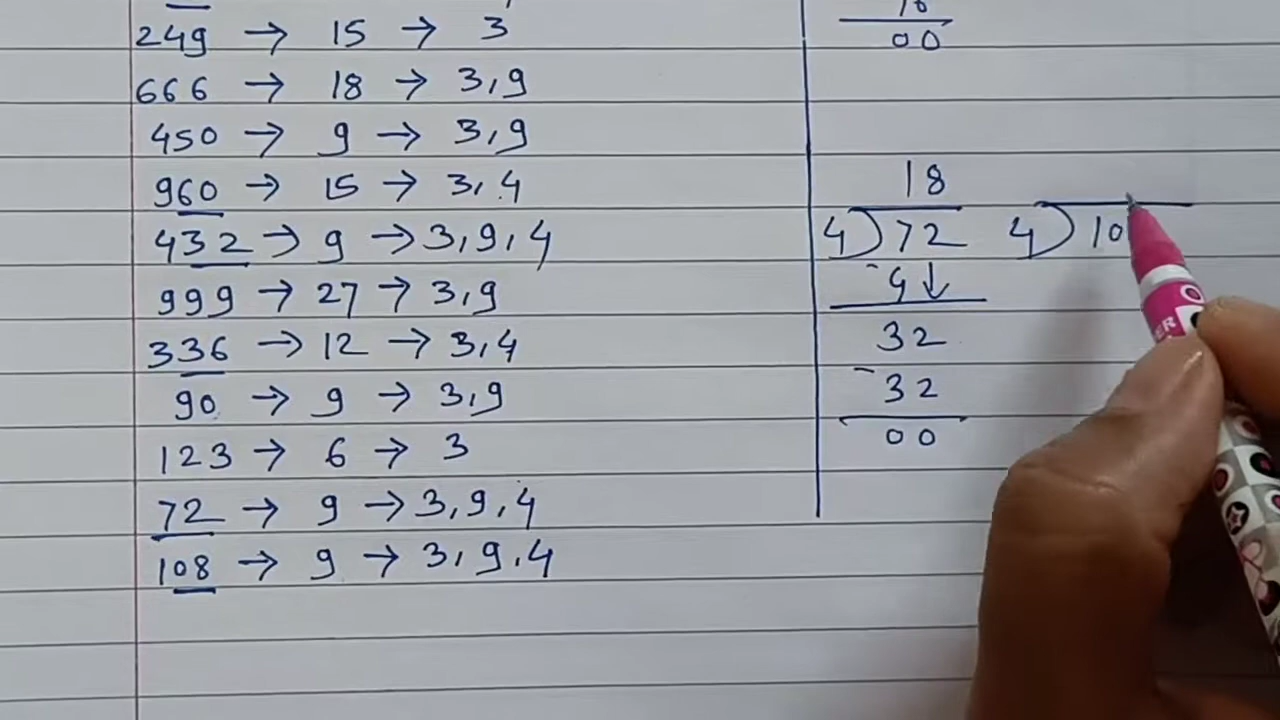 249 → 15 → 3
666 → 18 → 3,9
450 → 9 → 3,9
960 → 15 → 3,4
432 → 9 → 3,9,4
999 → 27 → 3,9
336 → 12 → 3,4
90 → 9 → 3,9
123 → 6 → 3
72 → 9 → 3,9,4
108 → 9 → 3,9,4
00
18
4)72
-4↓
32
-32
00
4)10